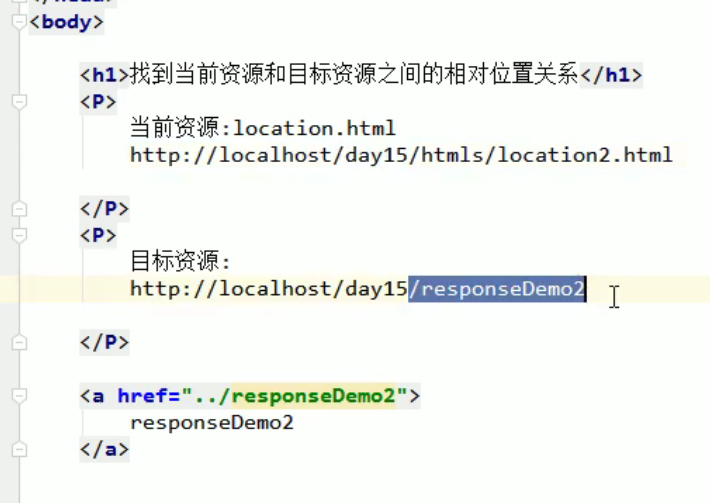 <body>
<h1>找到当前资源和目标资源之间的相对位置关系</h1>
<P>
当前资源:location.html
http://localhost/day15/htmls/location2.html
</P>
<P>
目标资源:
http://localhost/day15/responseDemo2
</P>
<a href="../responseDemo2">
responseDemo2
</a>